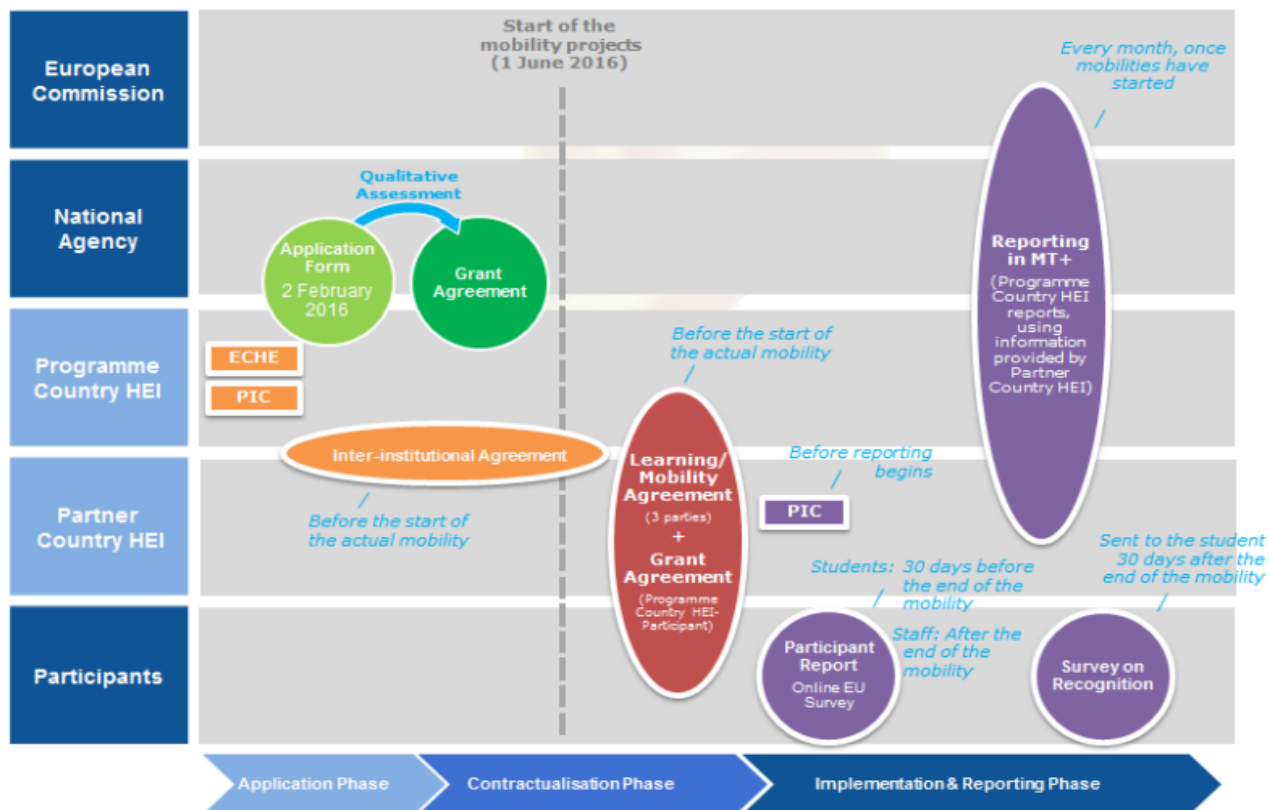 Start of the
mobility projects
(1 June 2016)
Every month, once
mobilities have
started
European
Commission
National
Agency
Qualitative
Assessment
Application
Form
2 February
2016
Grant
Agreement
Reporting
in MT+
(Programme
Country HEI
reports,
using
information
provided by
Partner
Country HEI)
Programme
Country HEI
ECHE
PIC
Before the start of
the actual mobility
Inter-institutional Agreement
Before the start of
the actual mobility
Learning/
Mobility
Agreement
(3 parties)
+
Grant
Agreement
(Programme
Country HEI-
Participant)
Before reporting
begins
PIC
Partner
Country HEI
Students: 30 days before
the end of the
mobility
Staff: After the
end of the
mobility
Sent to the student
30 days after the
end of the mobility
Participants
Participant
Report
Online EU
Survey
Survey on
Recognition
Application Phase
Contractualisation Phase
Implementation & Reporting Phase